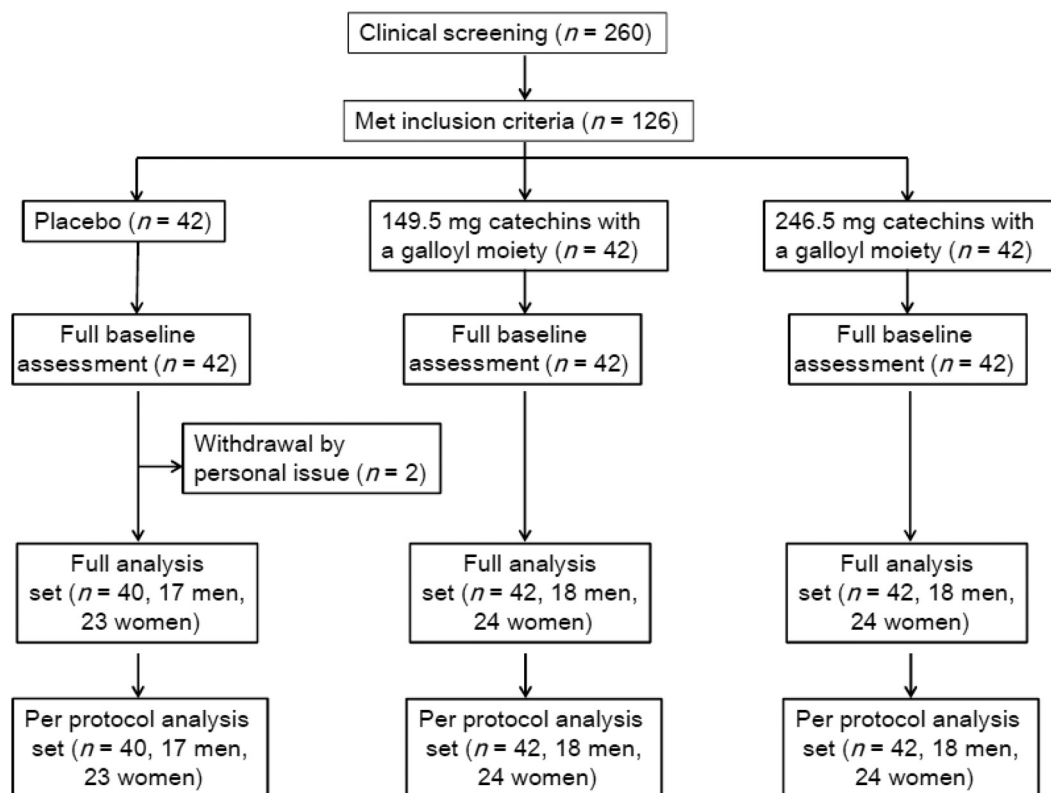 Clinical screening (n = 260)
Met inclusion criteria (n = 126)
Placebo (n = 42)
149.5 mg catechins with
a galloyl moiety (n = 42)
246.5 mg catechins with
a galloyl moiety (n = 42)
Full baseline
assessment (n = 42)
Full baseline
assessment (n = 42)
Full baseline
assessment (n = 42)
Withdrawal by
personal issue (n = 2)
Full analysis
set (n = 40, 17 men,
23 women)
Full analysis
set (n = 42, 18 men,
24 women)
Full analysis
set (n = 42, 18 men,
24 women)
Per protocol analysis
set (n = 40, 17 men,
23 women)
Per protocol analysis
set (n = 42, 18 men,
24 women)
Per protocol analysis
set (n = 42, 18 men,
24 women)